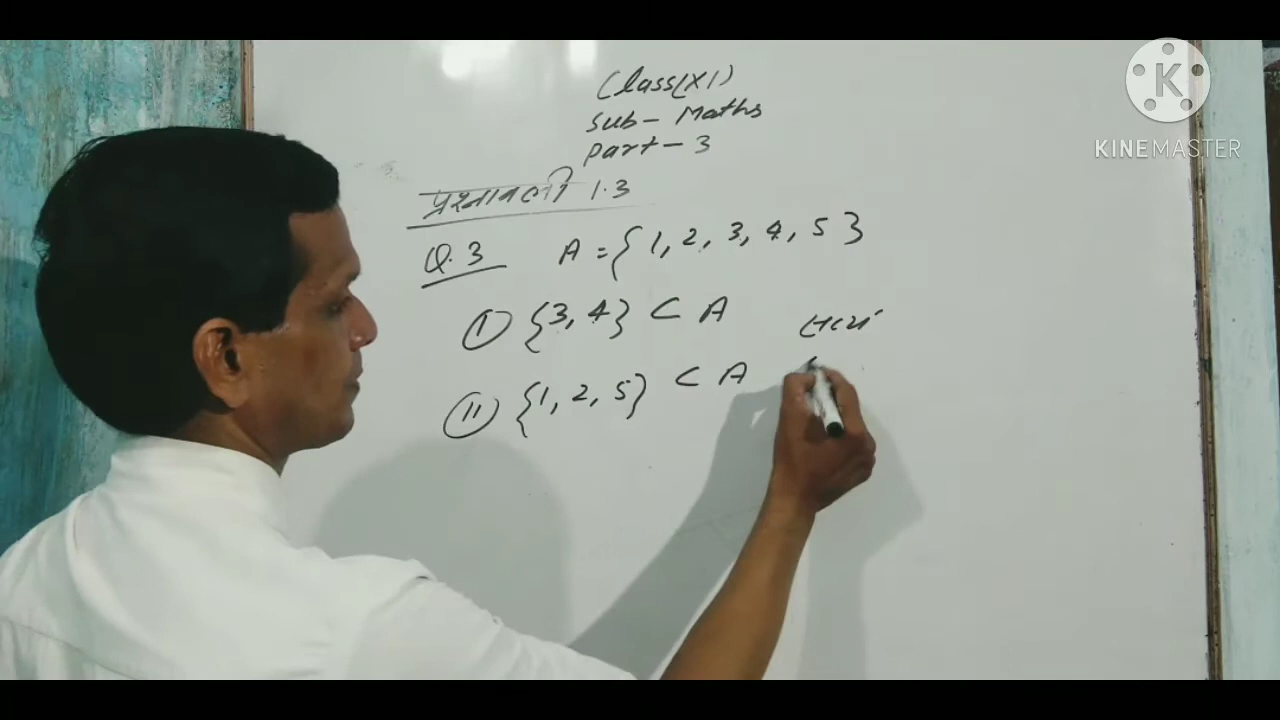 Class(XI)
Sub- Maths
Part-3
प्रश्नावली 1.3
Q.3 A={1, 2, 3, 4, 5}
(I) {3, 4} ⊂ A सत्य
(II) {1, 2, 5} ⊂ A
K
KINEMASTER